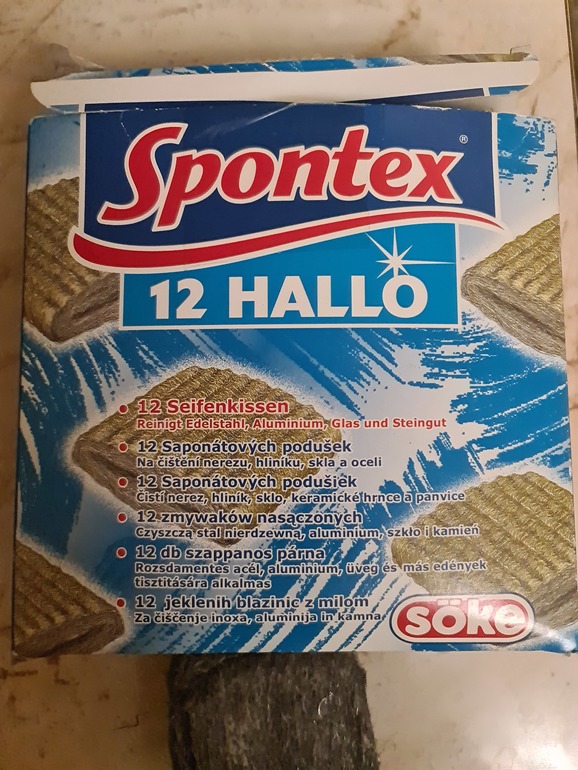 Spontex®
12 HALLO
• 12 Seifenkissen
Reinigt Edelstahl, Aluminium, Glas und Steingut
• 12 Saponátových podušek
Na čištění nerezu, hliníku, skla a oceli
• 12 Saponátových podušiek
Čistí nerez, hliník, sklo, keramické hrnce a panvice
• 12 zmywaków nasączonych
Czyszczą stal nierdzewną, aluminium, szkło i kamień
• 12 db szappanos párna
Rozsdamentes acél, aluminium, üveg és más edények
tisztitására alkalmas
• 12 jeklenih blazinic z milom
Za čiščenje inoxa, aluminija in kamna
söke